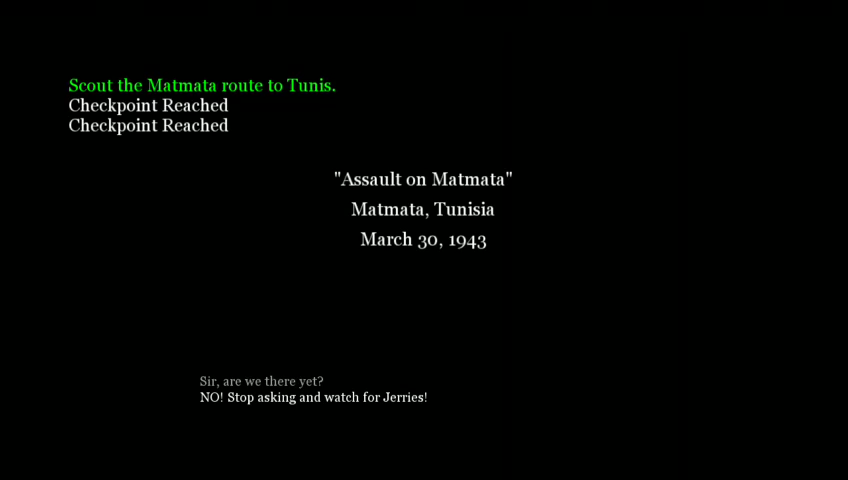 Scout the Matmata route to Tunis.
Checkpoint Reached
Checkpoint Reached
"Assault on Matmata"
Matmata, Tunisia
March 30, 1943
Sir, are we there yet?
NO! Stop asking and watch for Jerries!